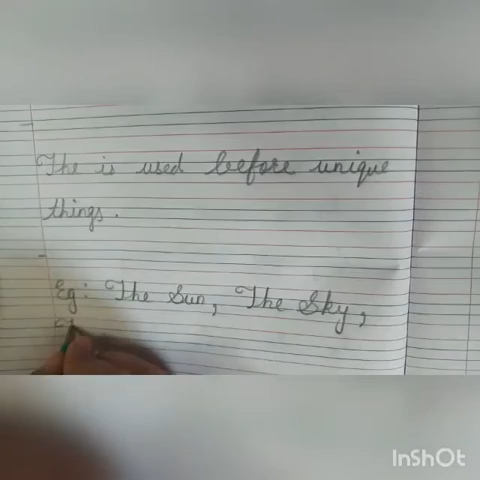 The is used before unique
things.
Eg: The Sun, The Sky,
InShOt